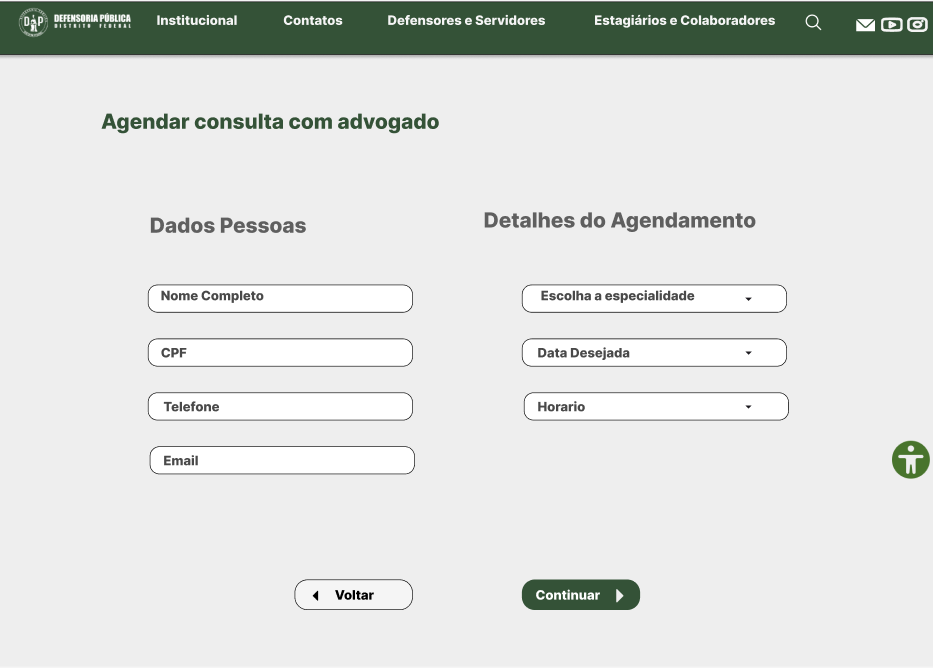 DEFENSORIA PÚBLICA
DISTRITO FEDERAL
Institucional
Contatos
Defensores e Servidores
Estagiários e Colaboradores
Agendar consulta com advogado
Dados Pessoas
Detalhes do Agendamento
Nome Completo
Escolha a especialidade
CPF
Data Desejada
Telefone
Horario
Email
Voltar
Continuar